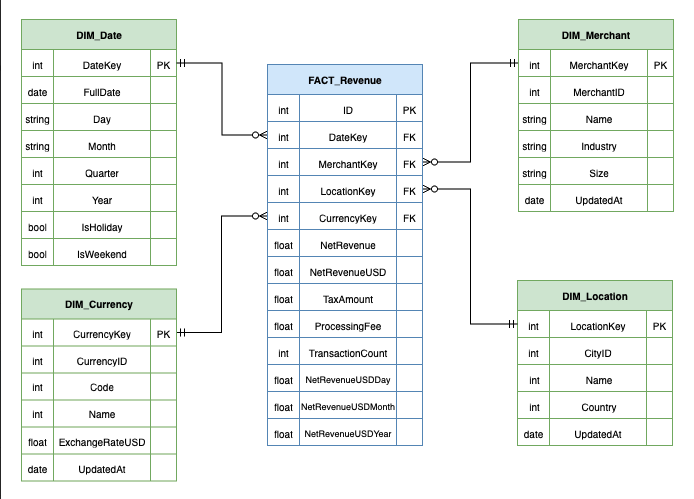 DIM_Date
int DateKey PK
date FullDate
string Day
string Month
int Quarter
int Year
bool IsHoliday
bool IsWeekend
DIM_Currency
int CurrencyKey PK
int CurrencyID
int Code
int Name
float ExchangeRateUSD
date UpdatedAt
FACT_Revenue
int ID PK
int DateKey FK
int MerchantKey FK
int LocationKey FK
int CurrencyKey FK
float NetRevenue
float NetRevenueUSD
float TaxAmount
float ProcessingFee
int TransactionCount
float NetRevenueUSDDay
float NetRevenueUSDMonth
float NetRevenueUSDYear
DIM_Merchant
int MerchantKey PK
int MerchantID
string Name
string Industry
string Size
date UpdatedAt
DIM_Location
int LocationKey PK
int CityID
int Name
int Country
date UpdatedAt